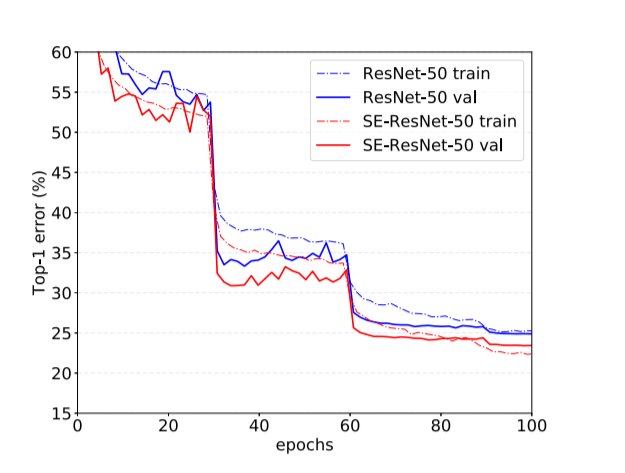 60
55
50
45
40
35
30
25
20
15
Top-1 error (%)
ResNet-50 train
ResNet-50 val
SE-ResNet-50 train
SE-ResNet-50 val
0 20 40 60 80 100
epochs